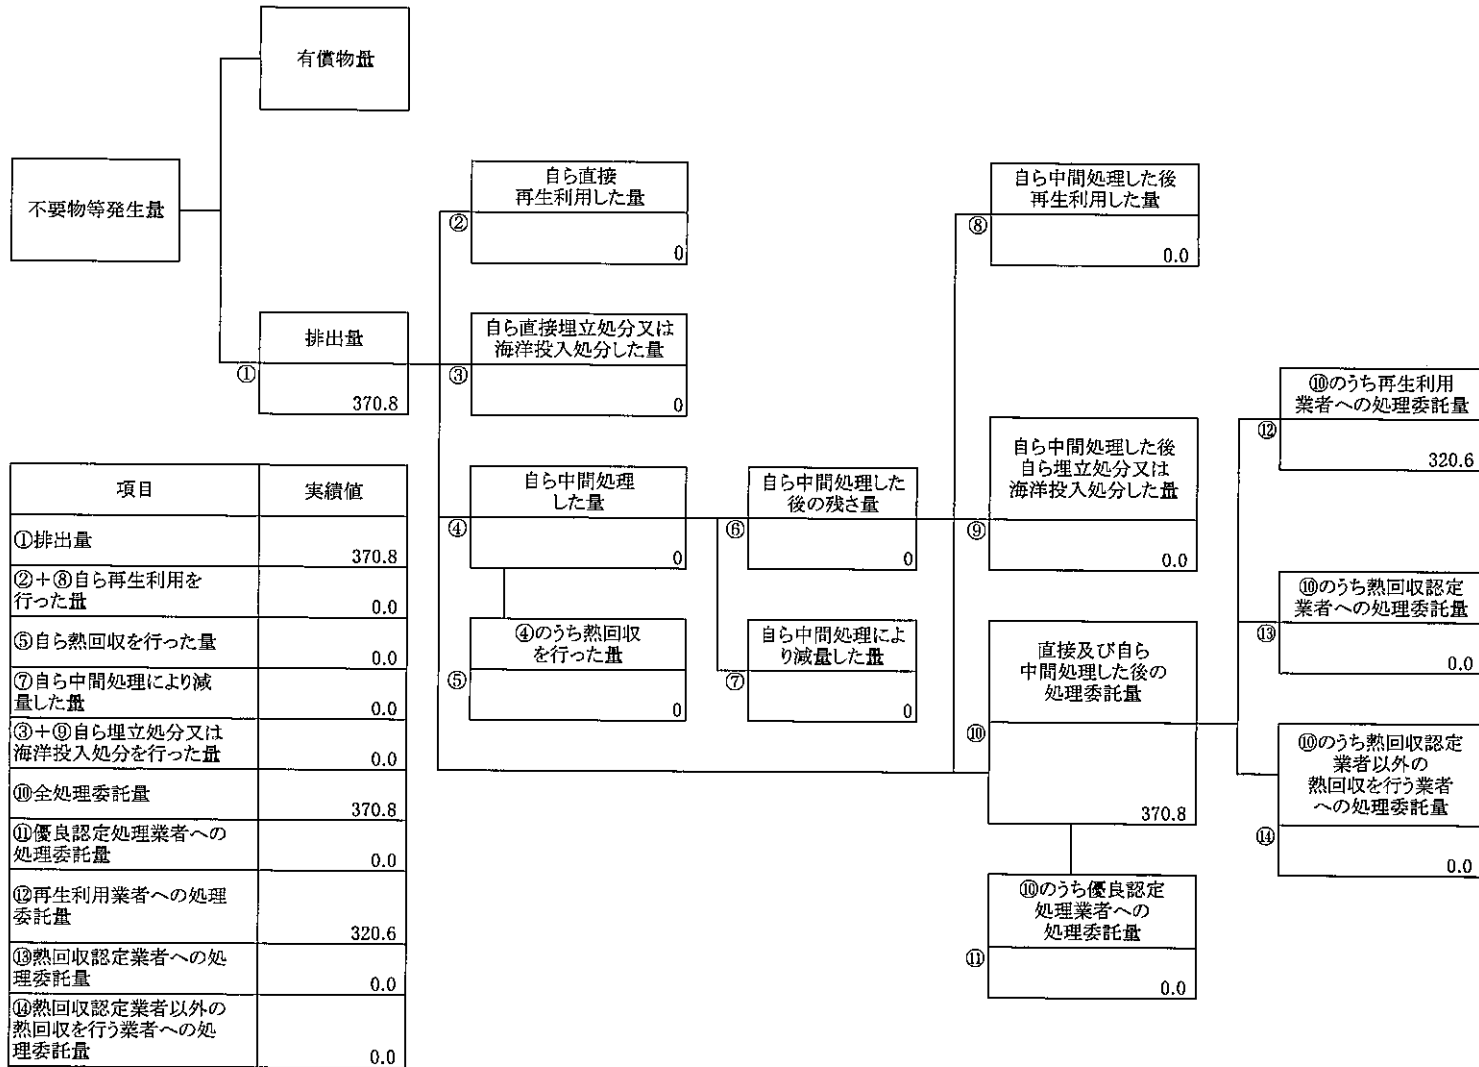 有償物量
不要物等発生量
排出量
①
370.8
自ら直接
再生利用した量
②
0
自ら直接埋立処分又は
海洋投入処分した量
③
0
自ら中間処理
した量
④
0
④のうち熱回収
を行った量
⑤
0
自ら中間処理した
後の残さ量
⑥
0
自ら中間処理によ
り減量した量
⑦
0
自ら中間処理した後
再生利用した量
⑧
0.0
自ら中間処理した後
自ら埋立処分又は
海洋投入処分した量
⑨
0.0
直接及び自ら
中間処理した後の
処理委託量
⑩
370.8
⑩のうち優良認定
処理業者への
処理委託量
⑪
0.0
⑩のうち再生利用
業者への処理委託量
⑫
320.6
⑩のうち熱回収認定
業者への処理委託量
⑬
0.0
⑩のうち熱回収認定
業者以外の
熱回収を行う業者
への処理委託量
⑭
0.0
項目 実績値
①排出量
370.8
②+⑧自ら再生利用を
行った量
0.0
⑤自ら熱回収を行った量
0.0
⑦自ら中間処理により減
量した量
0.0
③+⑨自ら埋立処分又は
海洋投入処分を行った量
0.0
⑩全処理委託量
370.8
⑪優良認定処理業者への
処理委託量
0.0
⑫再生利用業者への処理
委託量
320.6
⑬熱回収認定業者への処
理委託量
0.0
⑭熱回収認定業者以外の
熱回収を行う業者への処
理委託量
0.0